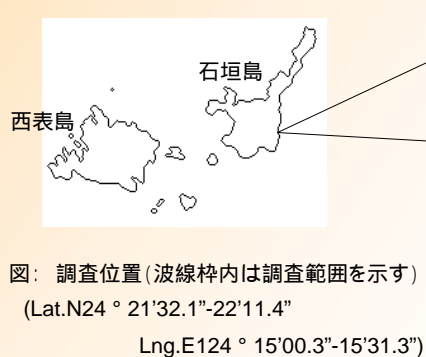 石垣島
西表島
図: 調査位置(波線枠内は調査範囲を示す)
(Lat.N24 ° 21'32.1"-22'11.4"
Lng.E124 ° 15'00.3"-15'31.3")